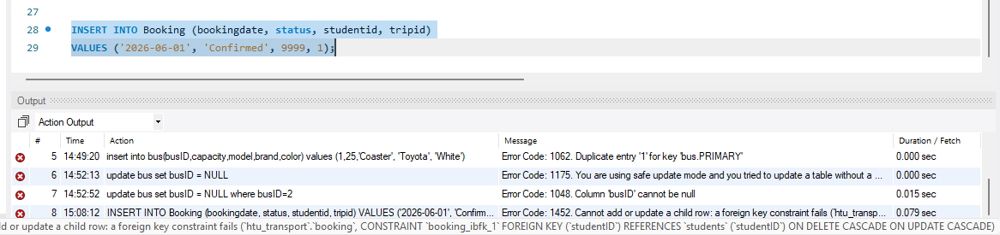 27
28 INSERT INTO Booking (bookingdate, status, studentid, tripid)
29 VALUES ('2026-06-01', 'Confirmed', 9999, 1);
Output
Action Output
# Time Action Message Duration / Fetch
5 14:49:20 insert into bus(busID,capacity,model,brand,color) values (1,25,'Coaster', 'Toyota', 'White') Error Code: 1062. Duplicate entry '1' for key 'bus.PRIMARY' 0.000 sec
6 14:52:13 update bus set busID = NULL Error Code: 1175. You are using safe update mode and you tried to update a table without a ... 0.000 sec
7 14:52:52 update bus set busID = NULL where busID=2 Error Code: 1048. Column 'busID' cannot be null 0.015 sec
8 15:08:12 INSERT INTO Booking (bookingdate, status, studentid, tripid) VALUES ('2026-06-01', 'Confirm... Error Code: 1452. Cannot add or update a child row: a foreign key constraint fails (`htu_transp... 0.079 sec
d or update a child row: a foreign key constraint fails (`htu_transport`.`booking`, CONSTRAINT `booking_ibfk_1` FOREIGN KEY (`studentID`) REFERENCES `students` (`studentID`) ON DELETE CASCADE ON UPDATE CASCADE)